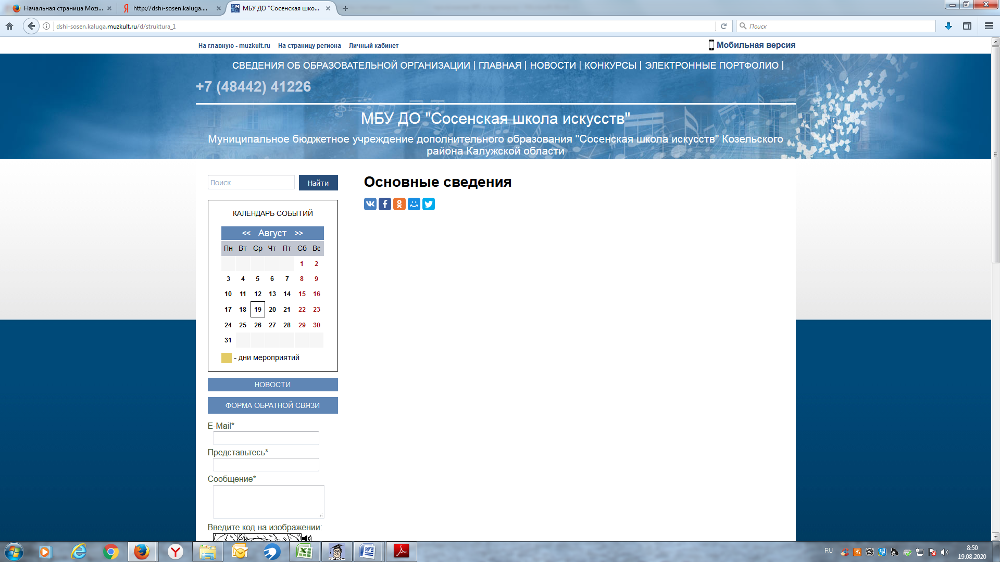 Начальная страница Mozi...
http://dshi-sosen.kaluga....
МБУ ДО "Сосенская шко...
dshi-sosen.kaluga.muzkult.ru/d/struktura_1
Поиск
На главную - muzkult.ru На страницу региона Личный кабинет
Мобильная версия
СВЕДЕНИЯ ОБ ОБРАЗОВАТЕЛЬНОЙ ОРГАНИЗАЦИИ | ГЛАВНАЯ | НОВОСТИ | КОНКУРСЫ | ЭЛЕКТРОННЫЕ ПОРТФОЛИО |
+7 (48442) 41226
МБУ ДО "Сосенская школа искусств"
Муниципальное бюджетное учреждение дополнительного образования "Сосенская школа искусств" Козельского
района Калужской области
Поиск
Найти
Основные сведения
КАЛЕНДАРЬ СОБЫТИЙ
<< Август >>
Пн Вт Ср Чт Пт Сб Вс
1 2
3 4 5 6 7 8 9
10 11 12 13 14 15 16
17 18 19 20 21 22 23
24 25 26 27 28 29 30
31
- дни мероприятий
НОВОСТИ
ФОРМА ОБРАТНОЙ СВЯЗИ
E-Mail*
Представьтесь*
Сообщение*
Введите код на изображении:
RU
8:50
19.08.2020